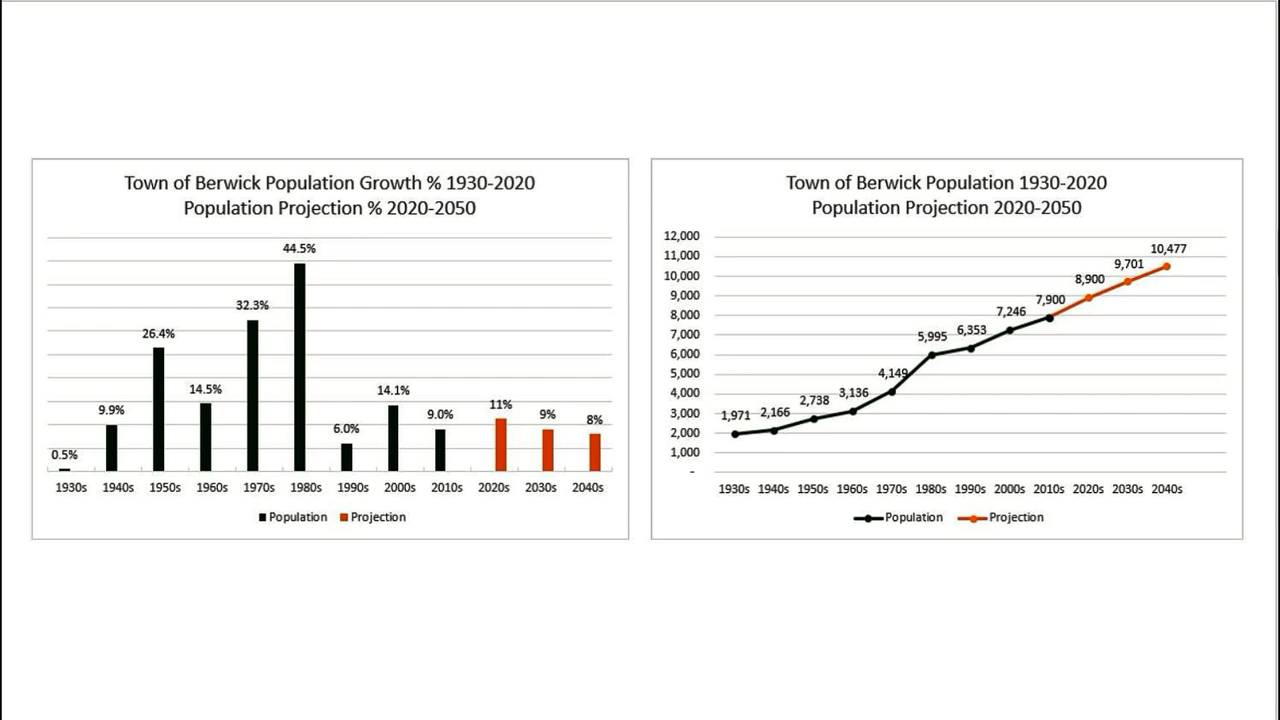 Town of Berwick Population Growth % 1930-2020
Population Projection % 2020-2050
44.5%
32.3%
26.4%
14.5%
14.1%
9.9%
11%
9.0%
9%
8%
6.0%
0.5%
1930s 1940s 1950s 1960s 1970s 1980s 1990s 2000s 2010s 2020s 2030s 2040s
Population Projection
Town of Berwick Population 1930-2020
Population Projection 2020-2050
12,000
11,000
10,000
9,000
8,000
7,000
6,000
5,000
4,000
3,000
2,000
1,000
-
1,971 2,166 2,738 3,136 4,149 5,995 6,353 7,246 7,900 8,900 9,701 10,477
1930s 1940s 1950s 1960s 1970s 1980s 1990s 2000s 2010s 2020s 2030s 2040s
Population Projection